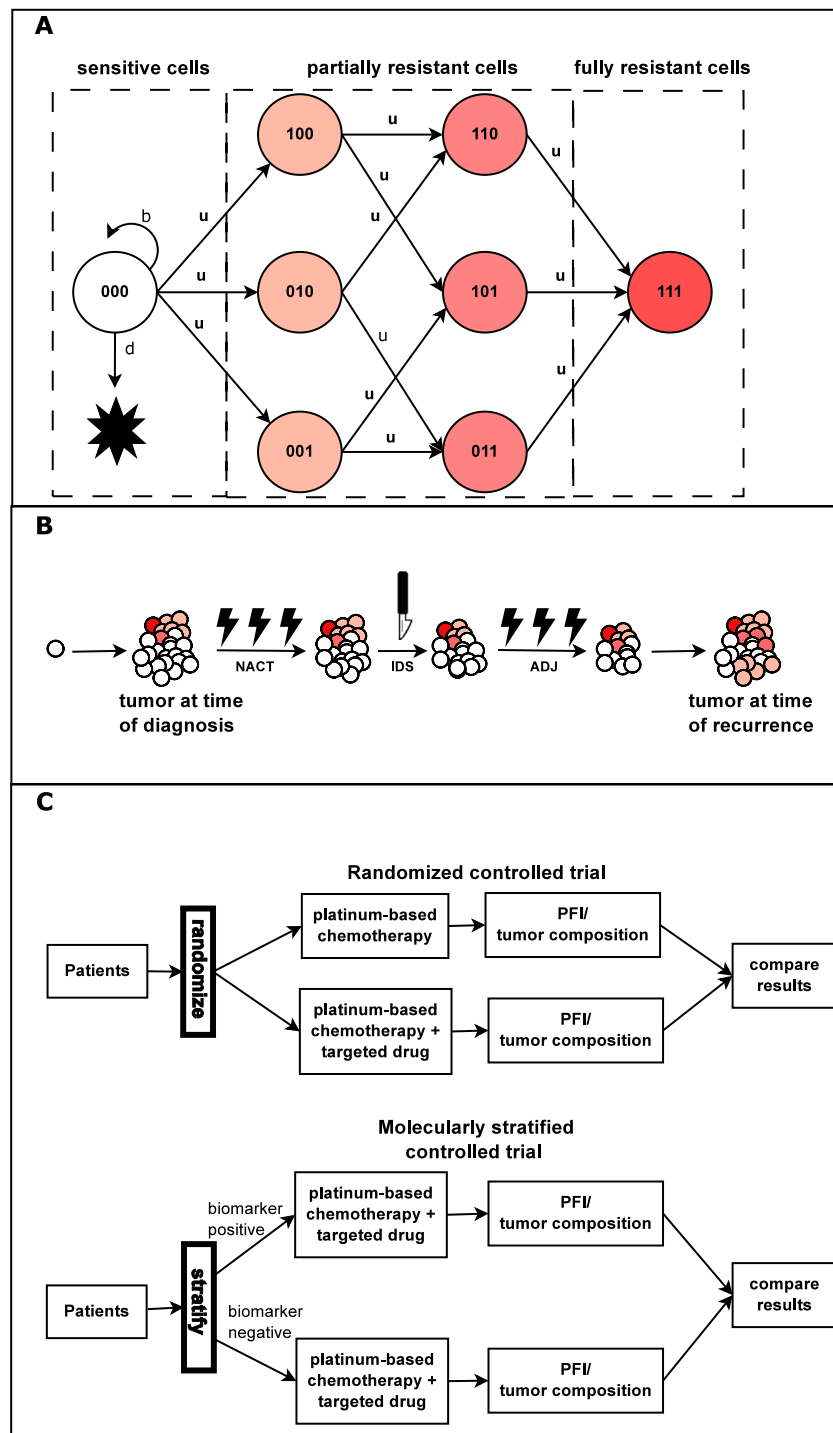 A
sensitive cells
partially resistant cells
fully resistant cells
100
u
110
u
u
u
u
b
000
u
010
101
u
111
u
u
d
u
u
001
u
011
B
NACT
IDS
ADJ
tumor at time
of diagnosis
tumor at time
of recurrence
C
Randomized controlled trial
Patients
randomize
platinum-based
chemotherapy
PFI/
tumor composition
platinum-based
chemotherapy +
targeted drug
PFI/
tumor composition
compare
results
Molecularly stratified
controlled trial
Patients
stratify
biomarker
positive
platinum-based
chemotherapy +
targeted drug
PFI/
tumor composition
biomarker
negative
platinum-based
chemotherapy +
targeted drug
PFI/
tumor composition
compare
results